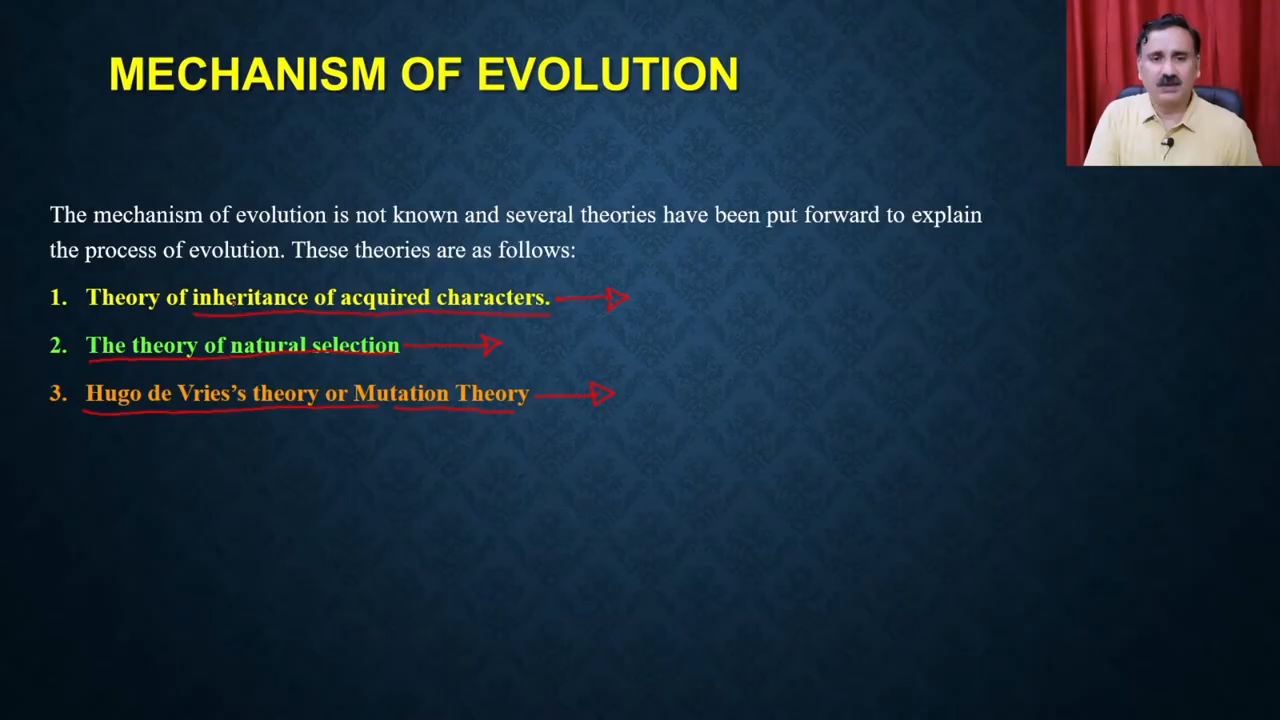 MECHANISM OF EVOLUTION
The mechanism of evolution is not known and several theories have been put forward to explain
the process of evolution. These theories are as follows:
1. Theory of inheritance of acquired characters.
2. The theory of natural selection
3. Hugo de Vries’s theory or Mutation Theory